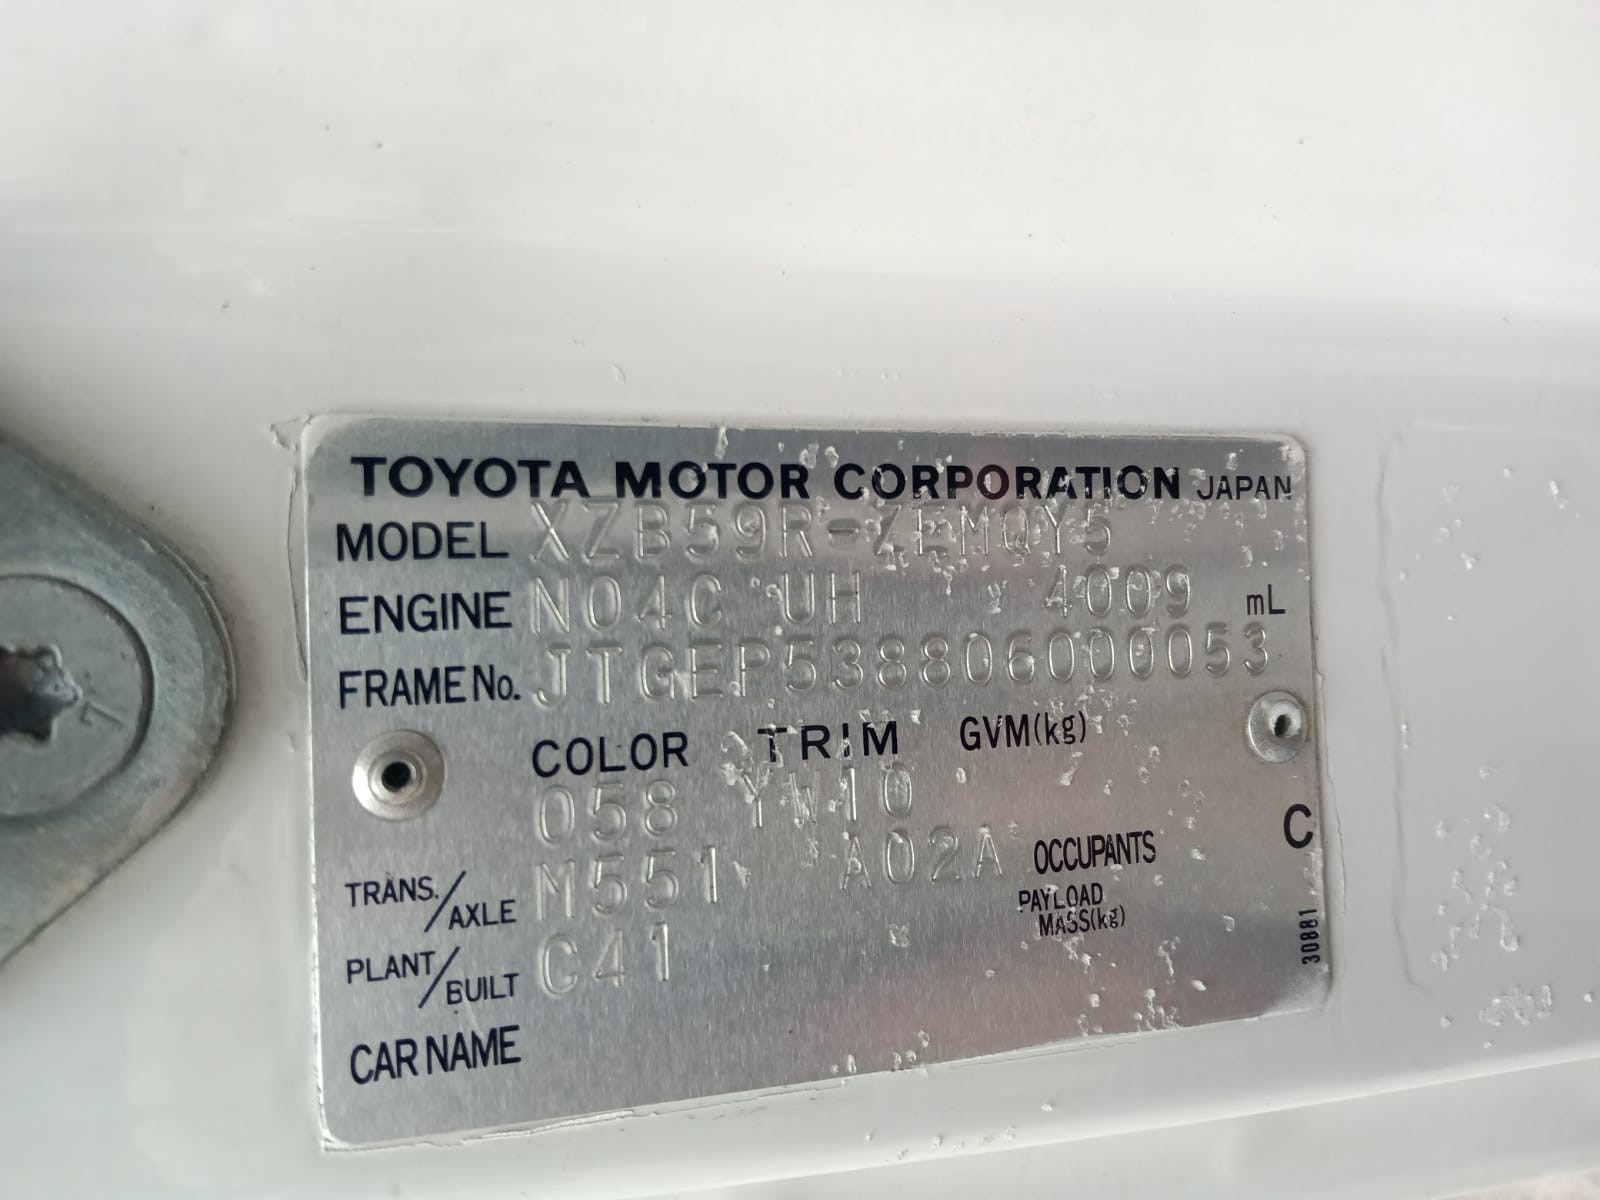 TOYOTA MOTOR CORPORATION JAPAN
MODEL XZB59R-ZEMQY5
ENGINE N04C UH 4009 mL
FRAME No. JTGEP538806000053
COLOR TRIM GVM(kg)
058 YW10
TRANS./AXLE M551 A02A OCCUPANTS
C
PAYLOAD
MASS(kg)
PLANT/BUILT C41
30881
CAR NAME
7